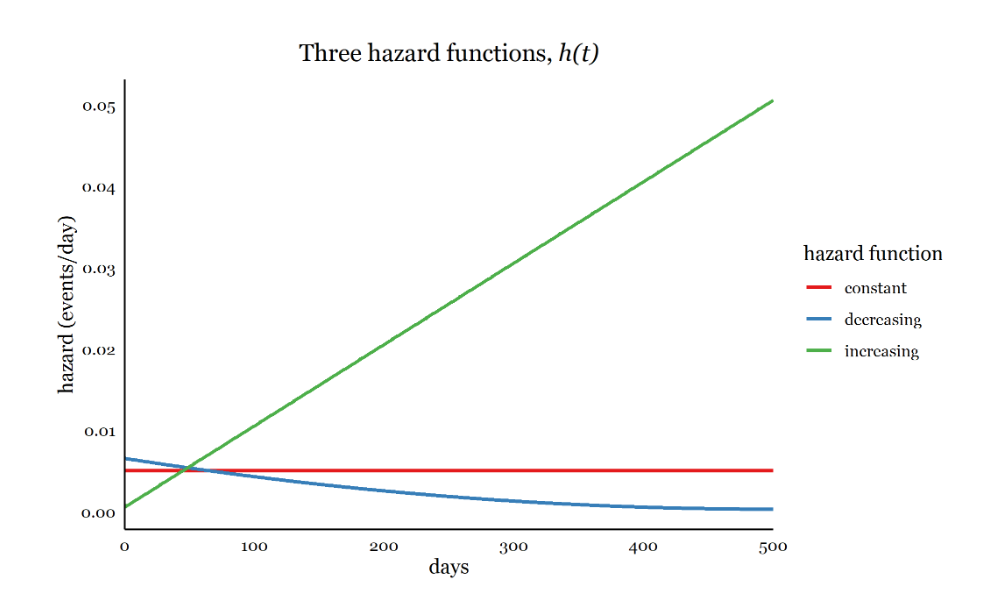 Three hazard functions, h(t)
hazard (events/day)
0.05
0.04
0.03
0.02
0.01
0.00
0 100 200 300 400 500
days
hazard function
constant
decreasing
increasing